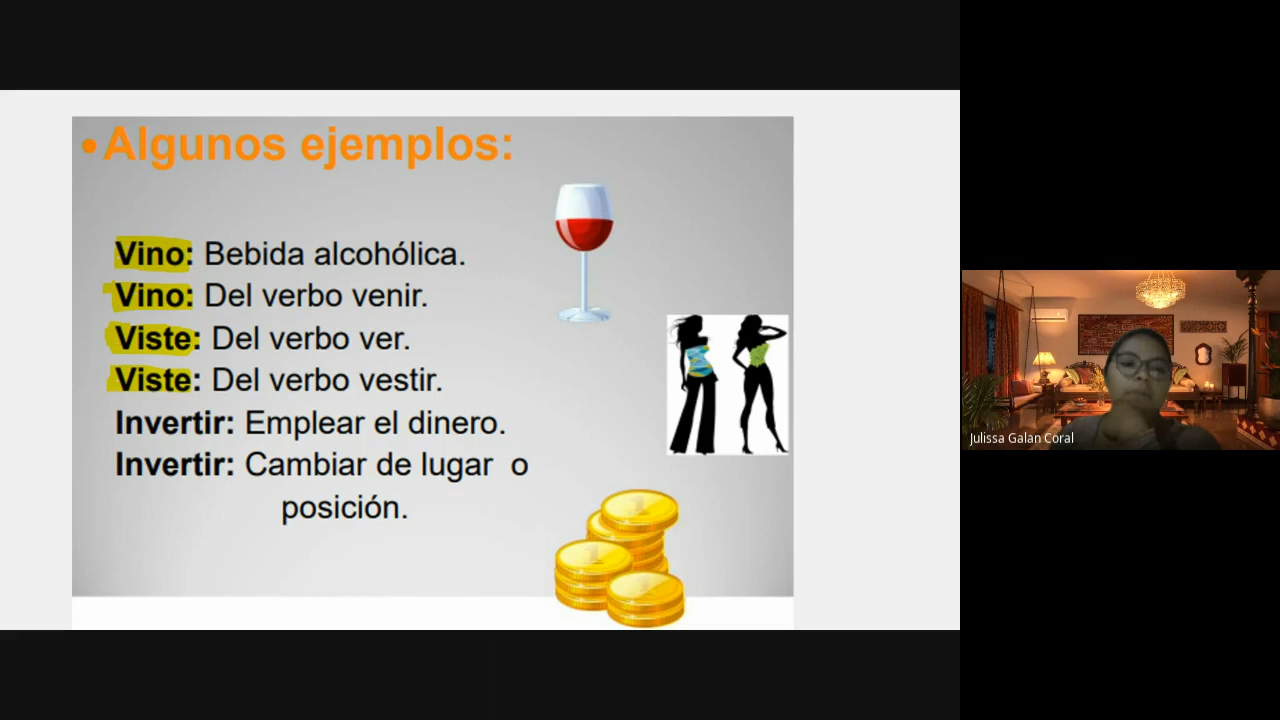 • Algunos ejemplos:
Vino: Bebida alcohólica.
Vino: Del verbo venir.
Viste: Del verbo ver.
Viste: Del verbo vestir.
Invertir: Emplear el dinero.
Invertir: Cambiar de lugar o
posición.
Julissa Galan Coral